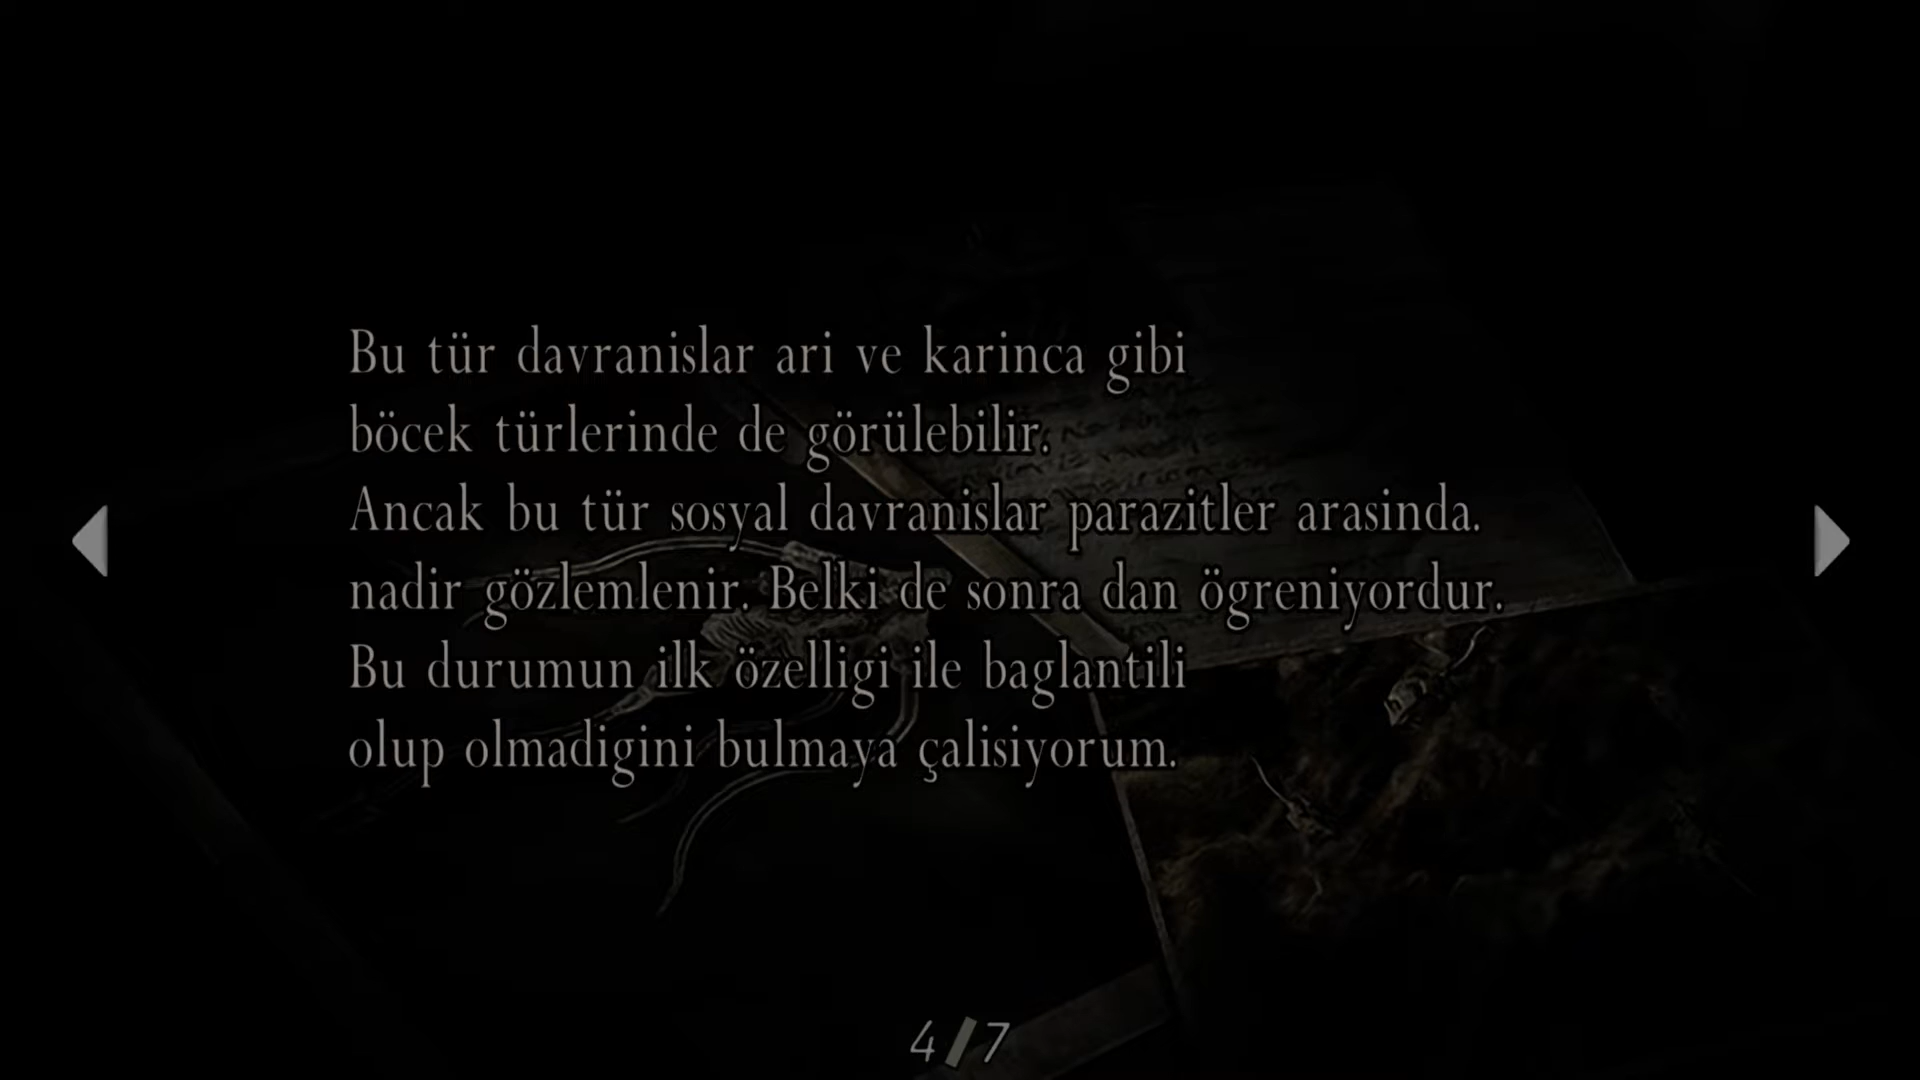 Bu tür davranislar ari ve karinca gibi
böcek türlerinde de görülebilir.
Ancak bu tür sosyal davranislar parazitler arasinda.
nadir gözlemlenir. Belki de sonra dan ögreniyordur.
Bu durumun ilk özelligi ile baglantili
olup olmadigini bulmaya çalisiyorum.
4/7